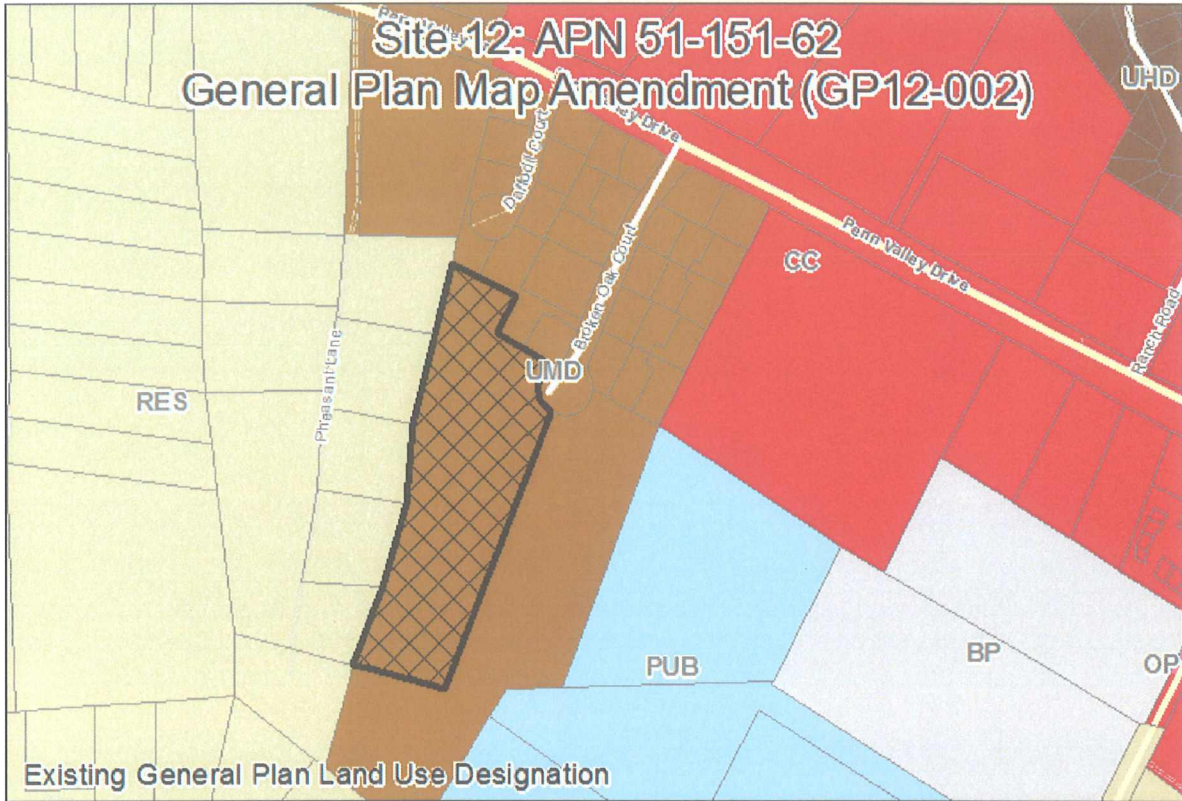 Site 12: APN 51-151-62
General Plan Map Amendment (GP12-002)
UHD
Daffodil Court
Penn Valley Drive
CC
Broken Oak Court
Ranch Road
UMD
RES
Pheasant Lane
PUB
BP
OP
Existing General Plan Land Use Designation